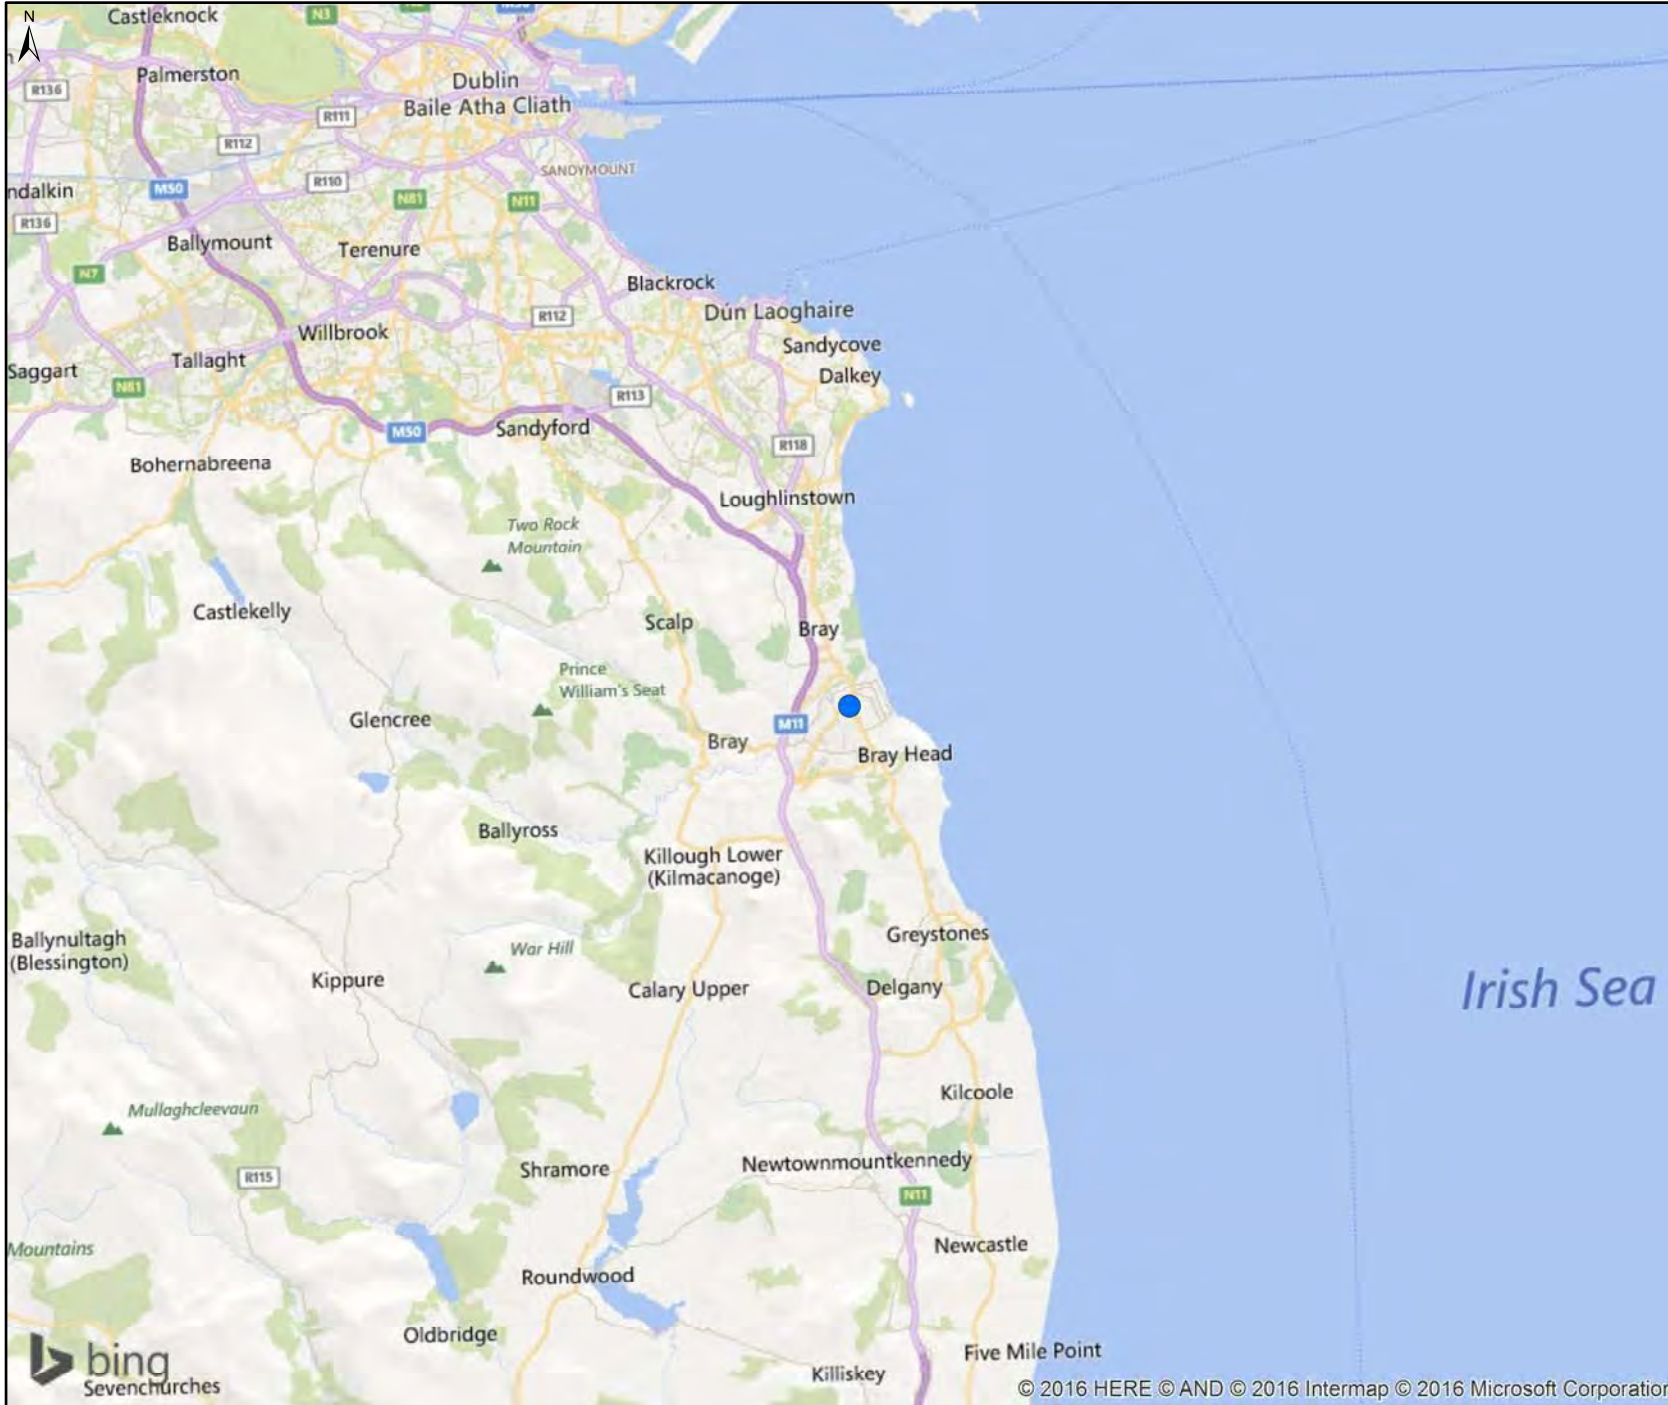 N
Castleknock
N3
M50
Palmerston
Dublin
Baile Atha Cliath
R136
R111
R112
SANDYMOUNT
ndalkin
M50
R110
N81
N11
R136
Ballymount
Terenure
N7
Blackrock
Dún Laoghaire
R112
Willbrook
Sandycove
Tallaght
Saggart
Dalkey
N81
R113
M50
Sandyford
R118
Bohernabreena
Loughlinstown
Two Rock
Mountain
Castlekelly
Scalp
Bray
Prince
William's Seat
Glencree
M11
Bray
Bray Head
Ballyross
Killough Lower
(Kilmacanoge)
Greystones
Ballynultagh
(Blessington)
War Hill
Kippure
Calary Upper
Delgany
Irish Sea
Kilcoole
Mullaghcleevaun
Newtownmountkennedy
Shramore
R115
N11
Newcastle
Mountains
Roundwood
Oldbridge
Five Mile Point
bing
Killiskey
Sevenchurches
© 2016 HERE © AND © 2016 Intermap © 2016 Microsoft Corporation